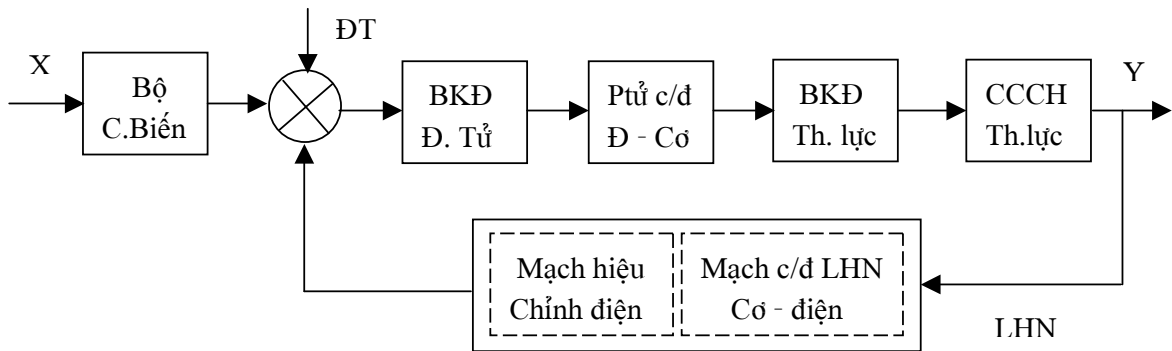 ĐT
X
Bộ
C.Biến
BKĐ
Đ. Tử
Ptử c/đ
Đ - Cơ
BKĐ
Th. lực
CCCH
Th.lực
Y
Mạch hiệu
Chỉnh điện
Mạch c/đ LHN
Cơ - điện
LHN